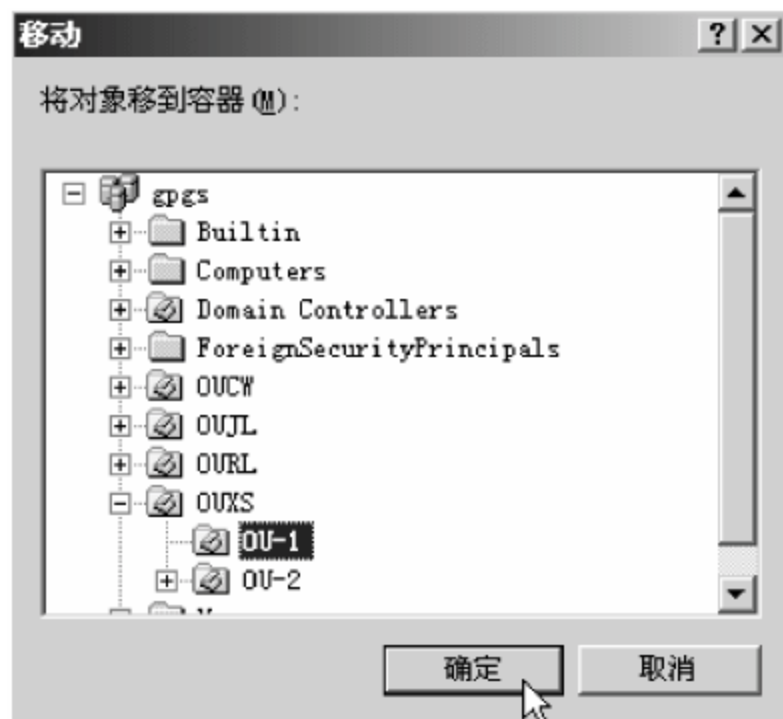 移动
将对象移到容器(M):
gpgs
Builtin
Computers
Domain Controllers
ForeignSecurityPrincipals
OUCW
OUJL
OURL
OUXS
OU-1
OU-2
确定
取消